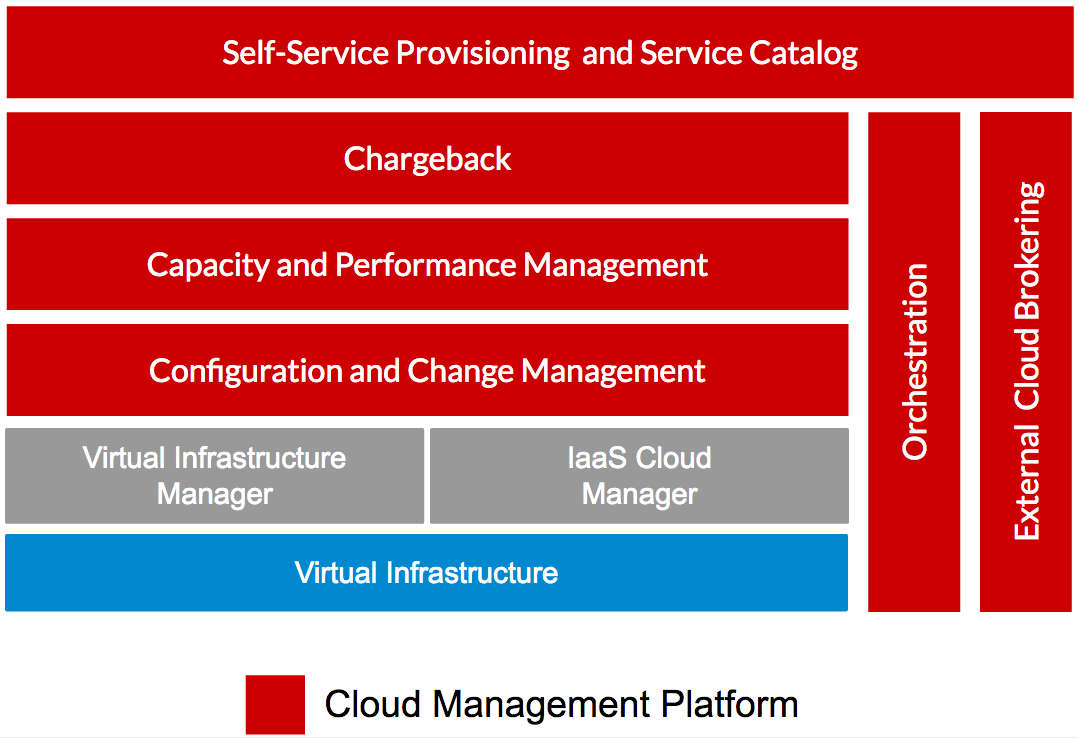 Self-Service Provisioning and Service Catalog
Chargeback
Capacity and Performance Management
Configuration and Change Management
Virtual Infrastructure
Manager
IaaS Cloud
Manager
Virtual Infrastructure
Orchestration
External Cloud Brokering
Cloud Management Platform